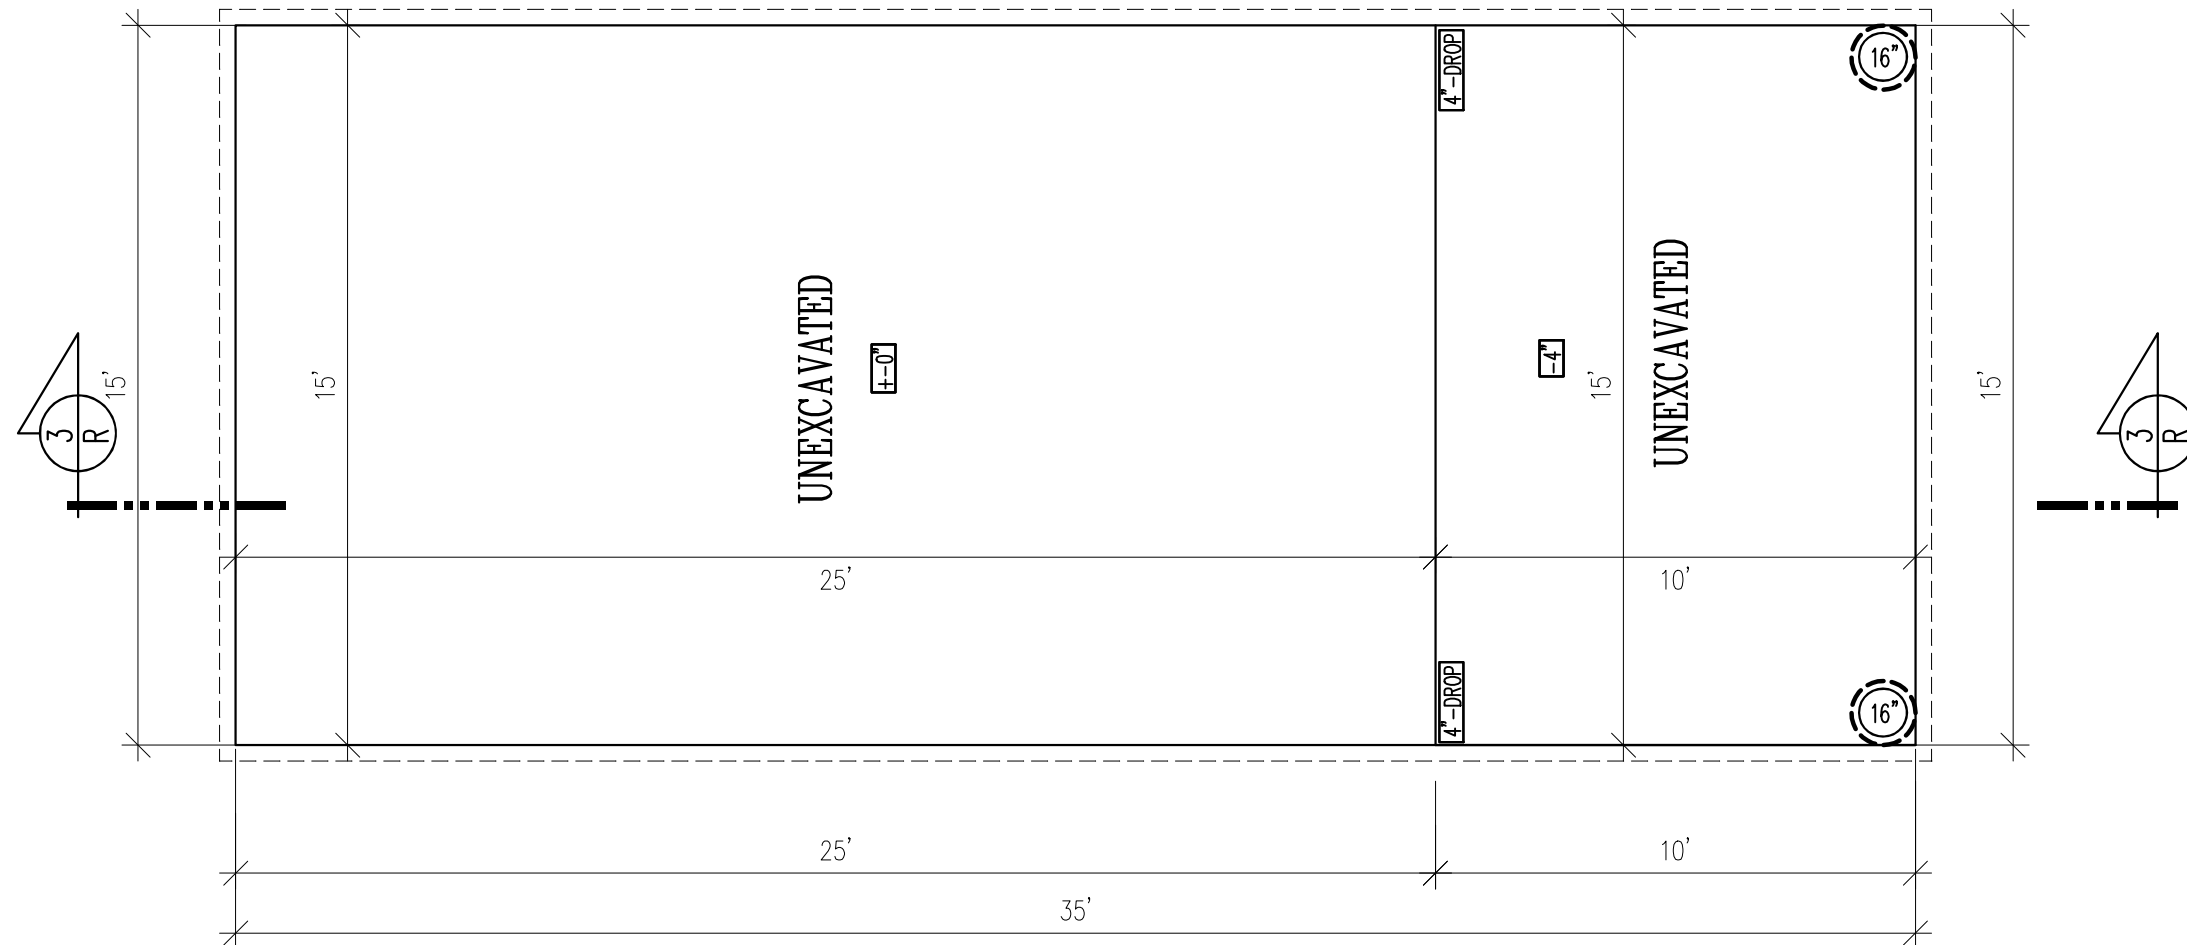 4"-DROP
16"
UNEXCAVATED
+-0"
-4"
UNEXCAVATED
15'
15'
15'
15'
3
R
3
R
25'
10'
4"-DROP
16"
25'
10'
35'